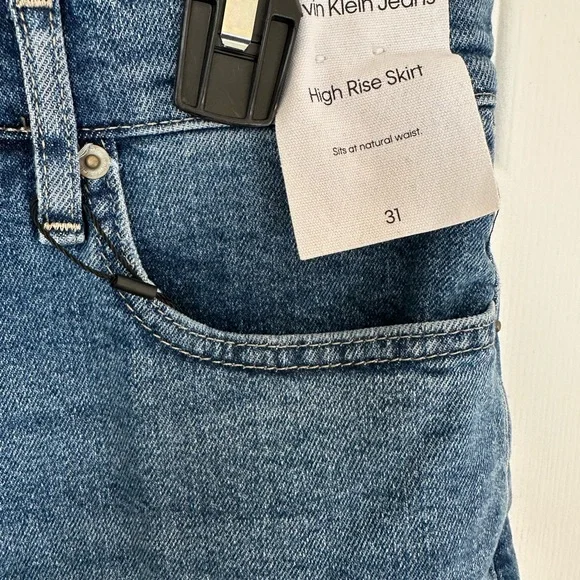 vin Klein Jeans
High Rise Skirt
Sits at natural waist.
31